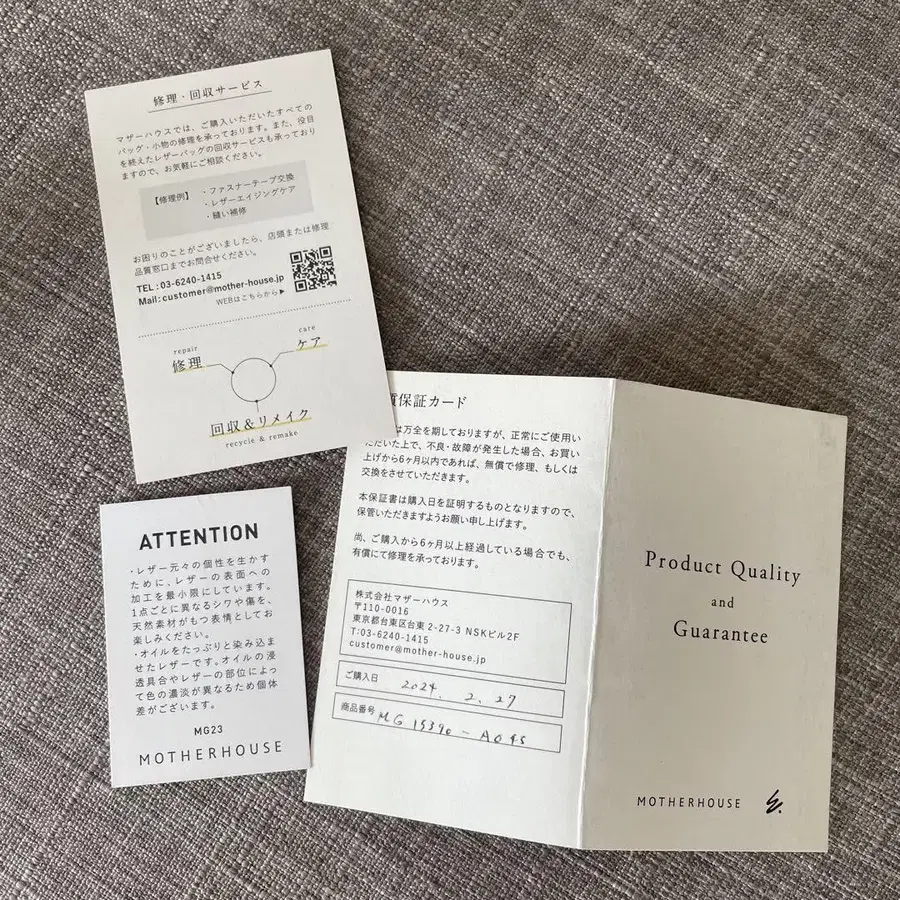 修理・回収サービス
マザーハウスでは、ご購入いただいたすべての
バッグ・小物の修理を承っております。また、役目
を終えたレザーバッグの回収サービスも承っており
ますので、お気軽にご相談ください。
【修理例】
・ファスナーテープ交換
・レザーエイジングケア
・縫い補修
お困りのことがございましたら、店頭または修理
品質窓口までお問合せください。
TEL:03-6240-1415
Mail:customer@mother-house.jp
WEBはこちらから▶
repair
修理
care
ケア
回収&リメイク
recycle & remake
ATTENTION
・レザー元々の個性を生かす
ために、レザーの表面への
加工を最小限にしています。
1点ごとに異なるシワや傷を、
天然素材がもつ表情としてお
楽しみください。
・オイルをたっぷりと染み込ま
せたレザーです。オイルの浸
透具合やレザーの部位によっ
て色の濃淡が異なるため個体
差がございます。
MG23
MOTHERHOUSE
保証カード
は万全を期しておりますが、正常にご使用い
ただいた上で、不良・故障が発生した場合、お買い
上げから6ヶ月以内であれば、無償で修理、もしくは
交換をさせていただきます。
本保証書は購入日を証明するものとなりますので、
保管いただきますようお願い申し上げます。
尚、ご購入から6ヶ月以上経過している場合でも、
有償にて修理を承っております。
株式会社マザーハウス
〒110-0016
東京都台東区台東 2-27-3 NSKビル2F
T:03-6240-1415
customer@mother-house.jp
ご購入日 2024. 2. 27
商品番号 MG 15390 - A045
Product Quality
and
Guarantee
MOTHERHOUSE